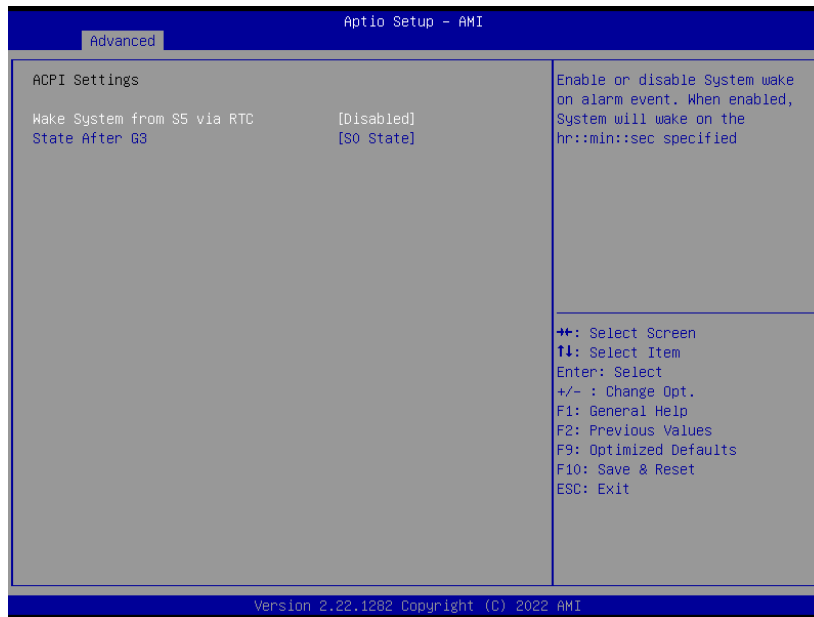 Aptio Setup – AMI
Advanced
ACPI Settings
Wake System from S5 via RTC [Disabled]
State After G3 [S0 State]
Enable or disable System wake
on alarm event. When enabled,
System will wake on the
hr::min::sec specified
→←: Select Screen
↑↓: Select Item
Enter: Select
+/- : Change Opt.
F1: General Help
F2: Previous Values
F9: Optimized Defaults
F10: Save & Reset
ESC: Exit
Version 2.22.1282 Copyright (C) 2022 AMI